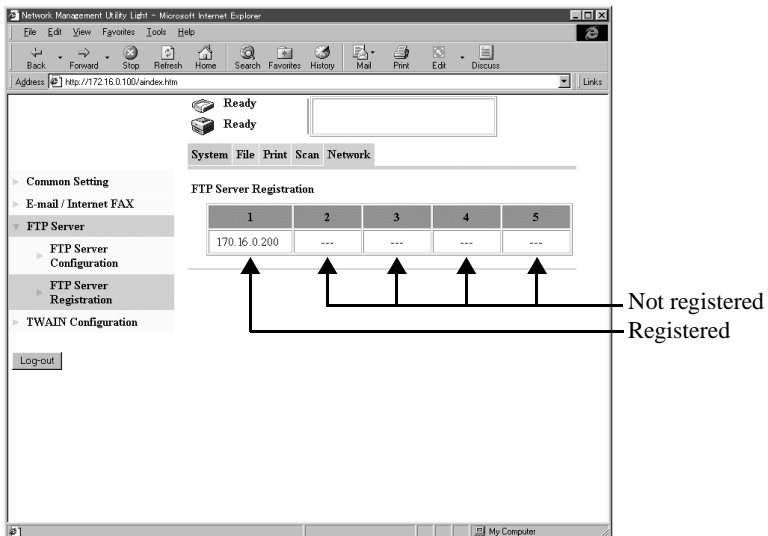 Network Management Utility Light - Microsoft Internet Explorer
File Edit View Favorites Tools Help
Back Forward Stop Refresh Home Search Favorites History Mail Print Edit Discuss
Address http://172.16.0.100/aindex.htm Links
Ready
Ready
System File Print Scan Network
Common Setting
E-mail / Internet FAX
FTP Server
FTP Server
Configuration
FTP Server
Registration
TWAIN Configuration
Log-out
FTP Server Registration
1 2 3 4 5
170.16.0.200 --- --- --- ---
Not registered
Registered
My Computer